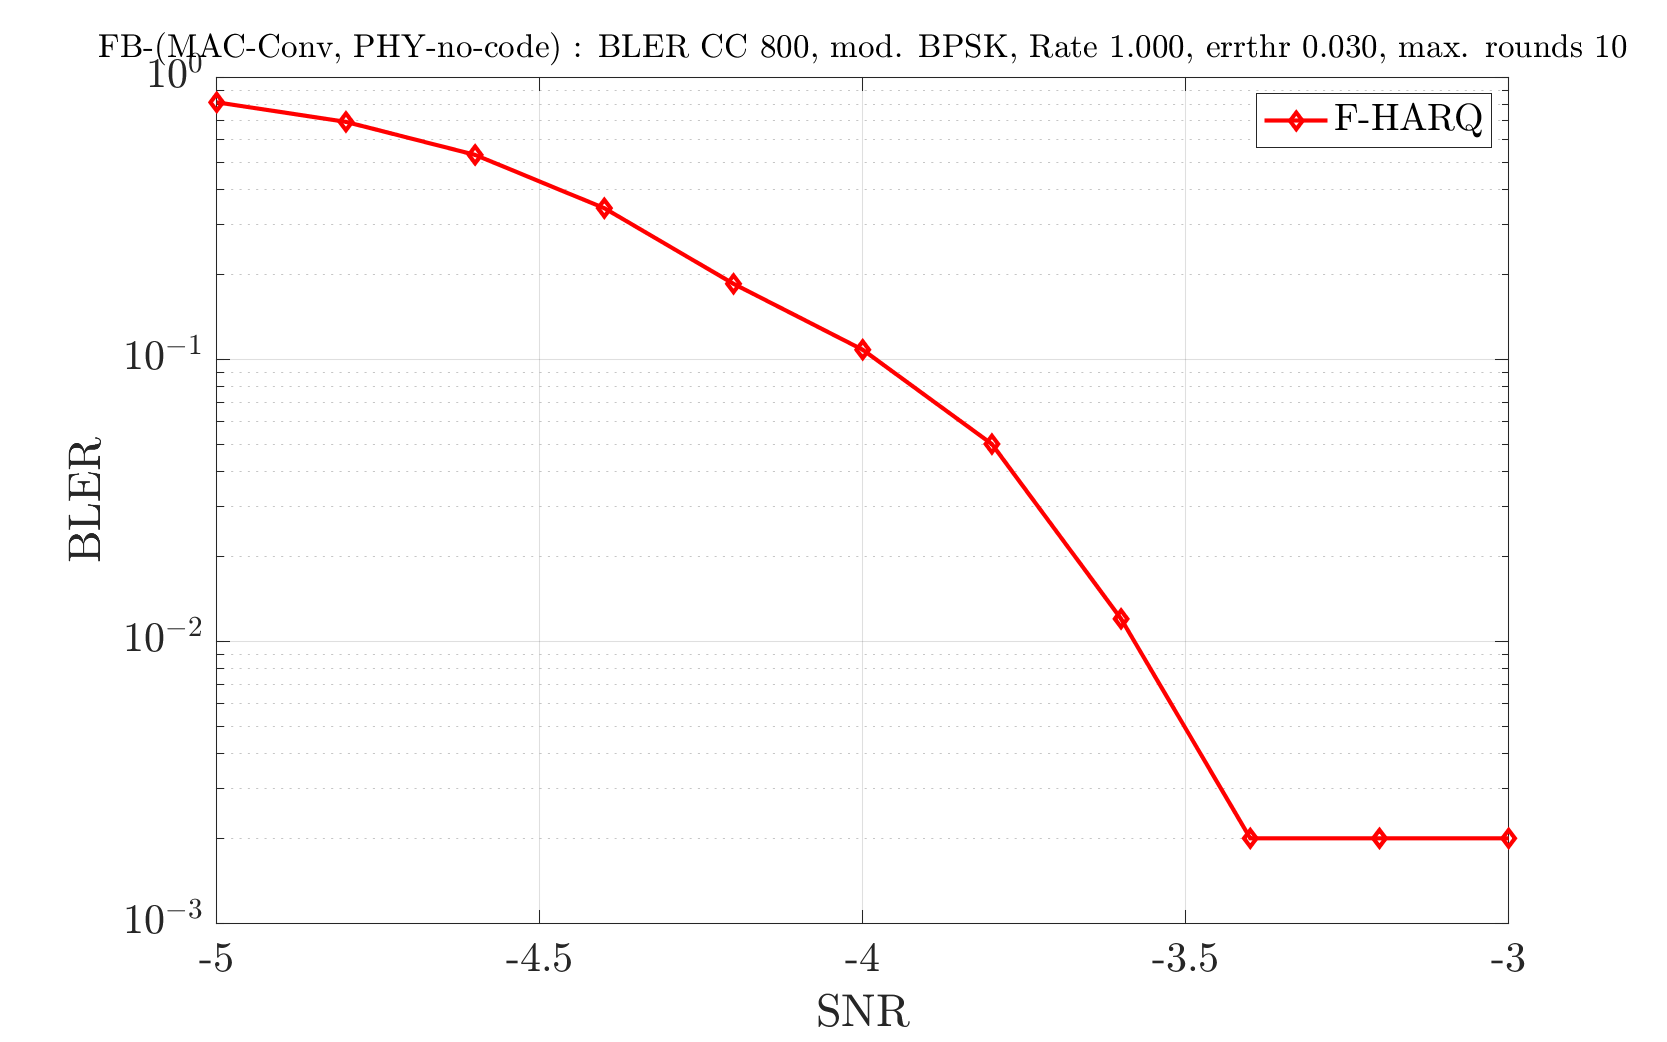 FB-(MAC-Conv, PHY-no-code) : BLER CC 800, mod. BPSK, Rate 1.000, errthr 0.030, max. rounds 10
10^0
F-HARQ
10^{-1}
BLER
10^{-2}
10^{-3}
-5 -4.5 -4 -3.5 -3
SNR